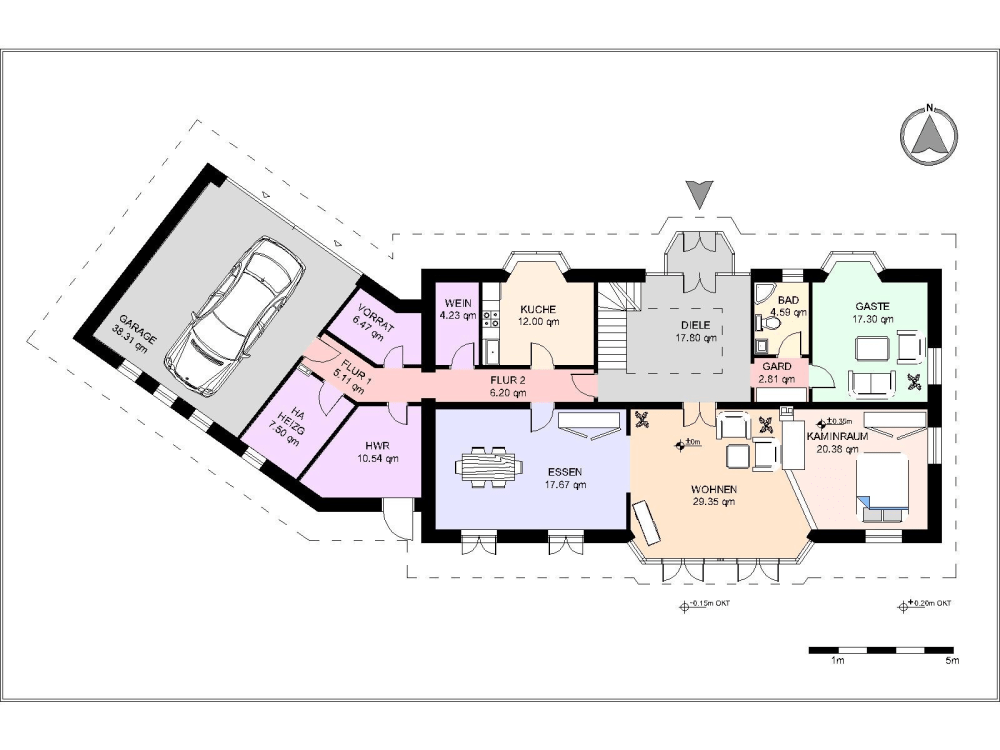 N
GARAGE
38.31 qm
VORRAT
6.47 qm
FLUR 1
5.11 qm
HA
HEIZG
7.50 qm
HWR
10.54 qm
WEIN
4.23 qm
KUCHE
12.00 qm
FLUR 2
6.20 qm
DIELE
17.80 qm
BAD
4.59 qm
GARD
2.81 qm
GASTE
17.30 qm
ESSEN
17.67 qm
±0m
WOHNEN
29.35 qm
±0.35m
KAMINRAUM
20.38 qm
-0.15m OKT
+0.20m OKT
1m
5m